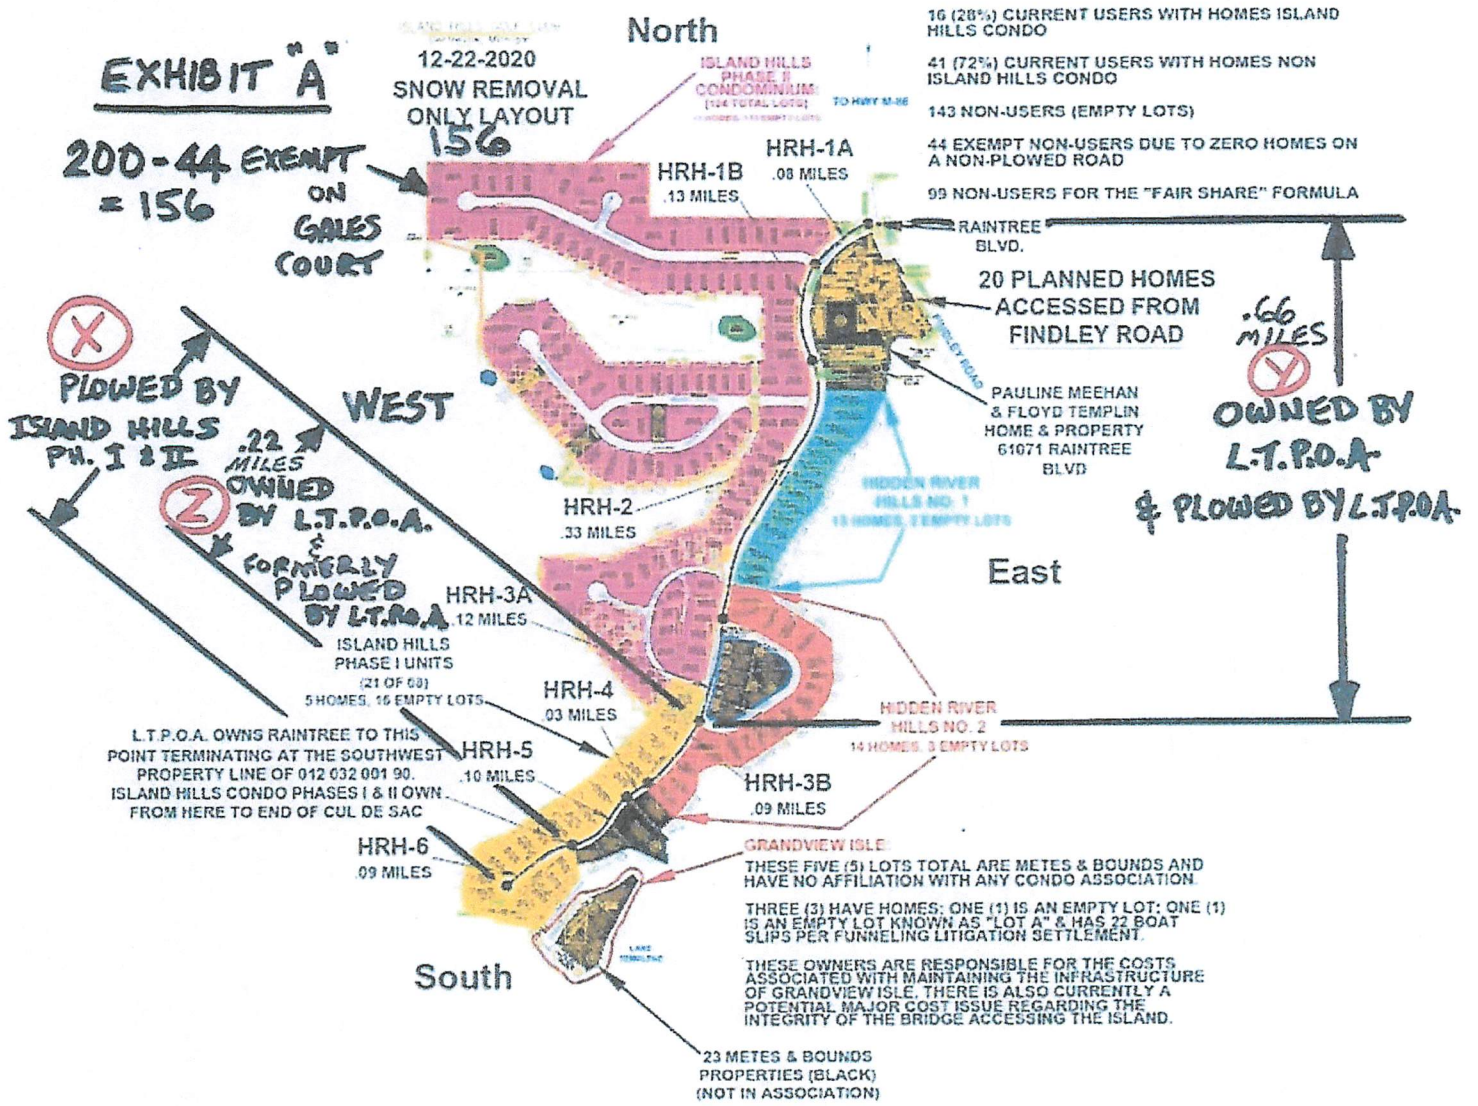 EXHIBIT "A"
200-44 EXEMPT
= 156
ON
GALES
COURT
12-22-2020
SNOW REMOVAL
ONLY LAYOUT
156
North
ISLAND HILLS
PHASE II
CONDOMINIUM:
TO HWY M-86
16 (28%) CURRENT USERS WITH HOMES ISLAND
HILLS CONDO
41 (72%) CURRENT USERS WITH HOMES NON
ISLAND HILLS CONDO
143 NON-USERS (EMPTY LOTS)
44 EXEMPT NON-USERS DUE TO ZERO HOMES ON
A NON-PLOWED ROAD
99 NON-USERS FOR THE "FAIR SHARE" FORMULA
HRH-1A
.08 MILES
HRH-1B
.13 MILES
RAINTREE
BLVD.
20 PLANNED HOMES
ACCESSED FROM
FINDLEY ROAD
FINDLEY ROAD
PAULINE MEEHAN
& FLOYD TEMPLIN
HOME & PROPERTY
61071 RAINTREE
BLVD
.66
MILES
Y
OWNED BY
L.T.P.O.A.
& PLOWED BY L.T.P.O.A.
X
PLOWED BY
ISLAND HILLS
PH. I & II
WEST
.22
MILES
Z
OWNED
BY L.T.P.O.A.
&
FORMERLY
PLOWED
BY L.T.P.O.A.
HRH-2
.33 MILES
HIDDEN RIVER
HILLS NO. 1
13 HOMES, 2 EMPTY LOTS
East
HRH-3A
.12 MILES
ISLAND HILLS
PHASE I UNITS
(21 OF 68)
5 HOMES, 16 EMPTY LOTS
HRH-4
.03 MILES
HIDDEN RIVER
HILLS NO. 2
14 HOMES, 3 EMPTY LOTS
L.T.P.O.A. OWNS RAINTREE TO THIS
POINT TERMINATING AT THE SOUTHWEST
PROPERTY LINE OF 012 032 001 90.
ISLAND HILLS CONDO PHASES I & II OWN
FROM HERE TO END OF CUL DE SAC
HRH-5
.10 MILES
HRH-3B
.09 MILES
HRH-6
.09 MILES
GRANDVIEW ISLE:
THESE FIVE (5) LOTS TOTAL ARE METES & BOUNDS AND
HAVE NO AFFILIATION WITH ANY CONDO ASSOCIATION.
THREE (3) HAVE HOMES; ONE (1) IS AN EMPTY LOT; ONE (1)
IS AN EMPTY LOT KNOWN AS "LOT A" & HAS 22 BOAT
SLIPS PER FUNNELING LITIGATION SETTLEMENT.
THESE OWNERS ARE RESPONSIBLE FOR THE COSTS
ASSOCIATED WITH MAINTAINING THE INFRASTRUCTURE
OF GRANDVIEW ISLE. THERE IS ALSO CURRENTLY A
POTENTIAL MAJOR COST ISSUE REGARDING THE
INTEGRITY OF THE BRIDGE ACCESSING THE ISLAND.
LAKE
TEMPLENE
South
23 METES & BOUNDS
PROPERTIES (BLACK)
(NOT IN ASSOCIATION)